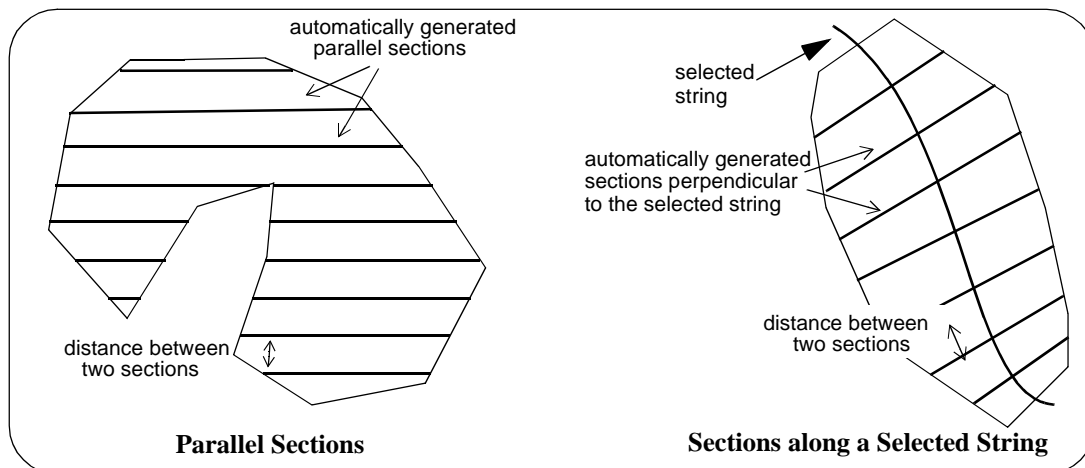 automatically generated
parallel sections
distance between
two sections
Parallel Sections
selected
string
automatically generated
sections perpendicular
to the selected string
distance between
two sections
Sections along a Selected String